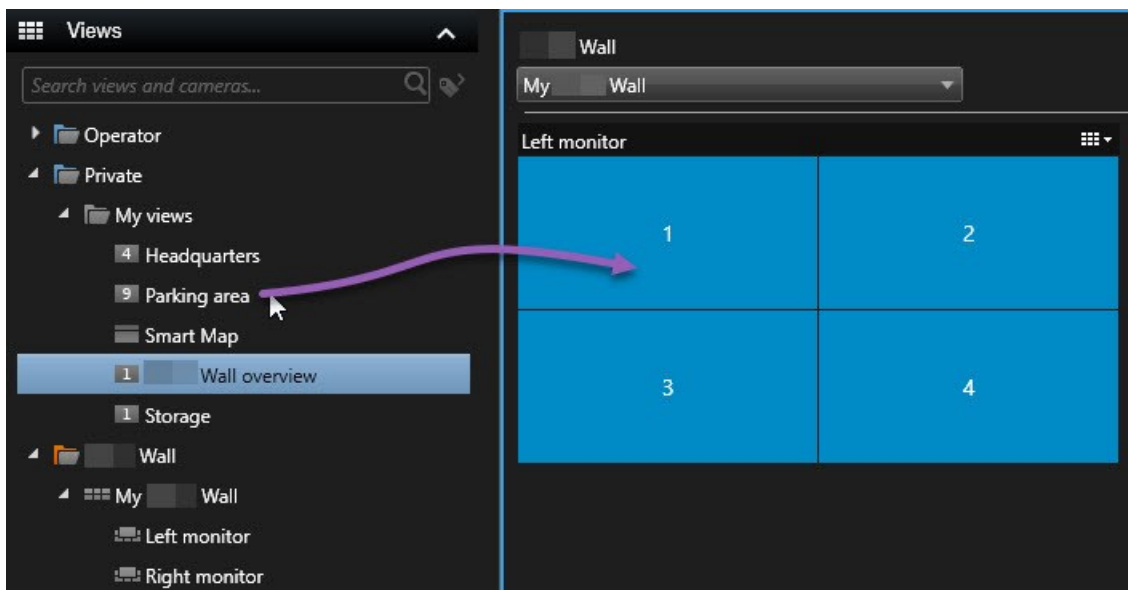 Views
Search views and cameras...
Operator
Private
My views
4 Headquarters
9 Parking area
Smart Map
1 Wall overview
1 Storage
Wall
My Wall
Left monitor
Right monitor
Wall
My Wall
Left monitor
1 2
3 4